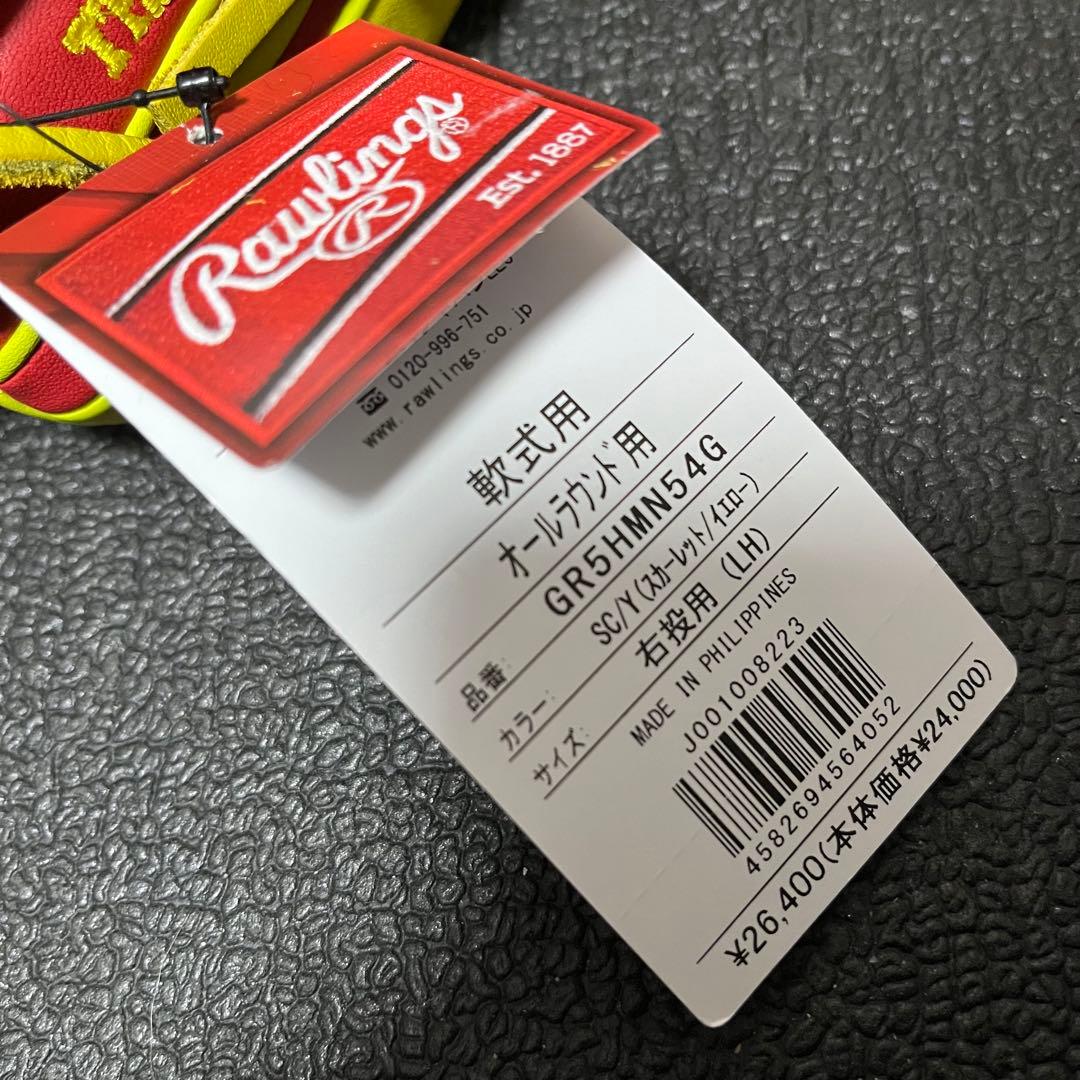 Rawlings®
R
Est. 1887
0120-996-751
www.rawlings.co.jp
軟式用
オールラウンド用
品番: GR5HMN54G
カラー: SC/Y(スカーレット/イエロー)
サイズ: 右投用 (LH)
MADE IN PHILIPPINES
J001008223
4582694564052
¥26,400(本体価格¥24,000)